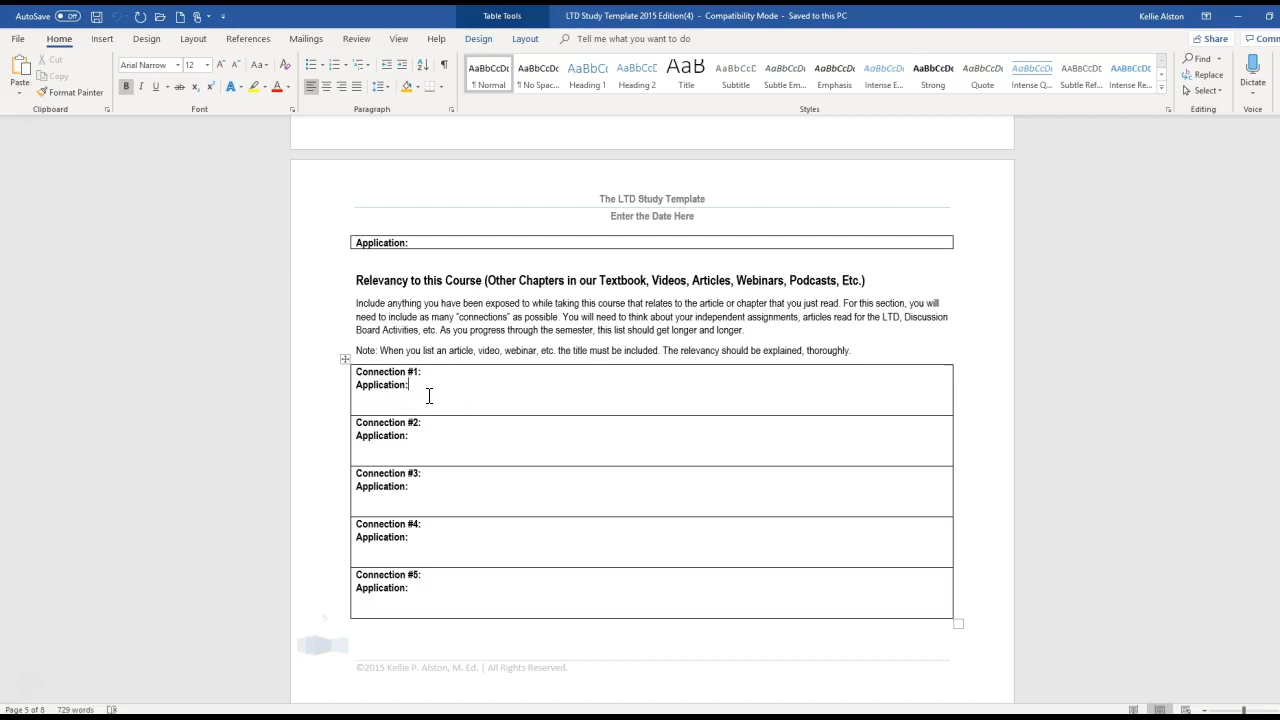 AutoSave Off
Table Tools
LTD Study Template 2015 Edition(4) - Compatibility Mode - Saved to this PC
Kellie Alston
File Home Insert Design Layout References Mailings Review View Help Design Layout Tell me what you want to do Share Comm
Paste
Cut
Copy
Format Painter
Clipboard
Arial Narrow 12
Font
Paragraph
AaBbCcDc AaBbCcDc AaBbCc AaBbCcC AaB AaBbCcD AaBbCcDt AaBbCcDt AaBbCcDt AaBbCcDc AaBbCcDt AaBbCcDt AABBCCDD AABBCCDC
¶ Normal ¶ No Spac... Heading 1 Heading 2 Title Subtitle Subtle Em... Emphasis Intense E... Strong Quote Intense Q... Subtle Ref... Intense Re...
Styles
Find
Replace
Select
Editing
Dictate
Voice
The LTD Study Template
Enter the Date Here
Application:
Relevancy to this Course (Other Chapters in our Textbook, Videos, Articles, Webinars, Podcasts, Etc.)
Include anything you have been exposed to while taking this course that relates to the article or chapter that you just read. For this section, you will
need to include as many “connections” as possible. You will need to think about your independent assignments, articles read for the LTD, Discussion
Board Activities, etc. As you progress through the semester, this list should get longer and longer.
Note: When you list an article, video, webinar, etc. the title must be included. The relevancy should be explained, thoroughly.
Connection #1:
Application:
Connection #2:
Application:
Connection #3:
Application:
Connection #4:
Application:
Connection #5:
Application:
5
©2015 Kellie P. Alston, M. Ed. | All Rights Reserved.
Page 5 of 8 729 words